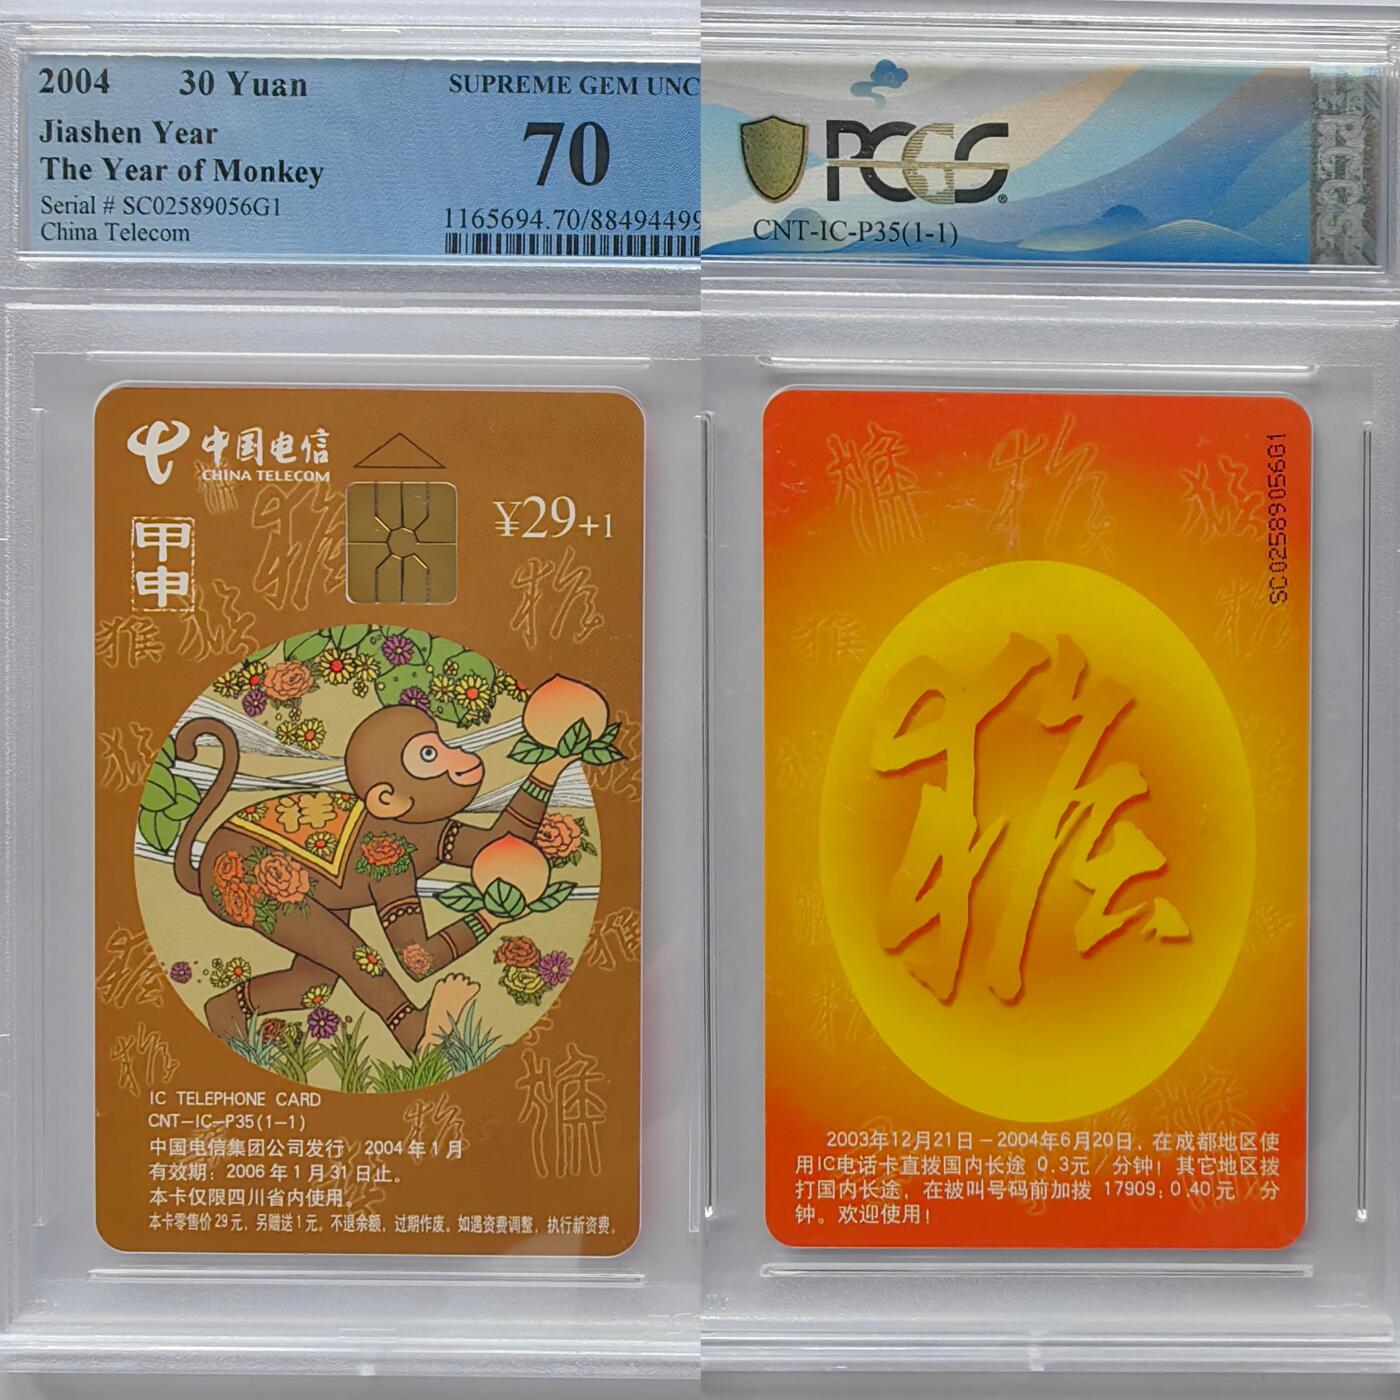 2004 30 Yuan SUPREME GEM UNC
Jiashen Year 70
The Year of Monkey
Serial # SC02589056G1 1165694.70/88494499
China Telecom
PCGS
CNT-IC-P35(1-1)
中国电信
CHINA TELECOM
¥29+1
甲
申
祥
IC TELEPHONE CARD
CNT-IC-P35(1-1)
中国电信集团公司发行 2004年1月
有效期：2006年1月31日止。
本卡仅限四川省内使用。
本卡零售价29元，另赠送1元，不退余额，过期作废。如遇资费调整，执行新资费。
SC02589056G1
猴
2003年12月21日－2004年6月20日，在成都地区使
用IC电话卡直拨国内长途 0.3元／分钟！其它地区拨
打国内长途，在被叫号码前加拨 17909：0.40元／分
钟。欢迎使用！